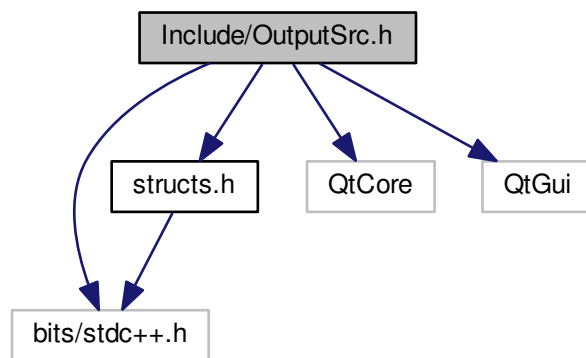 Include/OutputSrc.h
structs.h
QtCore
QtGui
bits/stdc++.h